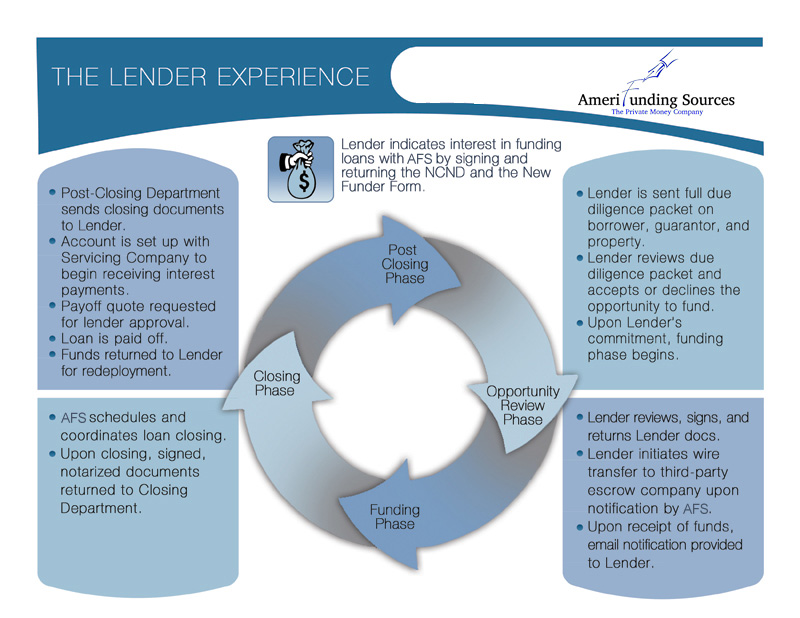 THE LENDER EXPERIENCE
Ameri Funding Sources
The Private Money Company
Lender indicates interest in funding
loans with AFS by signing and
returning the NCND and the New
Funder Form.
$
• Post-Closing Department
sends closing documents
to Lender.
• Account is set up with
Servicing Company to
begin receiving interest
payments.
• Payoff quote requested
for lender approval.
• Loan is paid off.
• Funds returned to Lender
for redeployment.
• Lender is sent full due
diligence packet on
borrower, guarantor, and
property.
• Lender reviews due
diligence packet and
accepts or declines the
opportunity to fund.
• Upon Lender's
commitment, funding
phase begins.
Post
Closing
Phase
Closing
Phase
Opportunity
Review
Phase
Funding
Phase
• AFS schedules and
coordinates loan closing.
• Upon closing, signed,
notarized documents
returned to Closing
Department.
• Lender reviews, signs, and
returns Lender docs.
• Lender initiates wire
transfer to third-party
escrow company upon
notification by AFS.
• Upon receipt of funds,
email notification provided
to Lender.